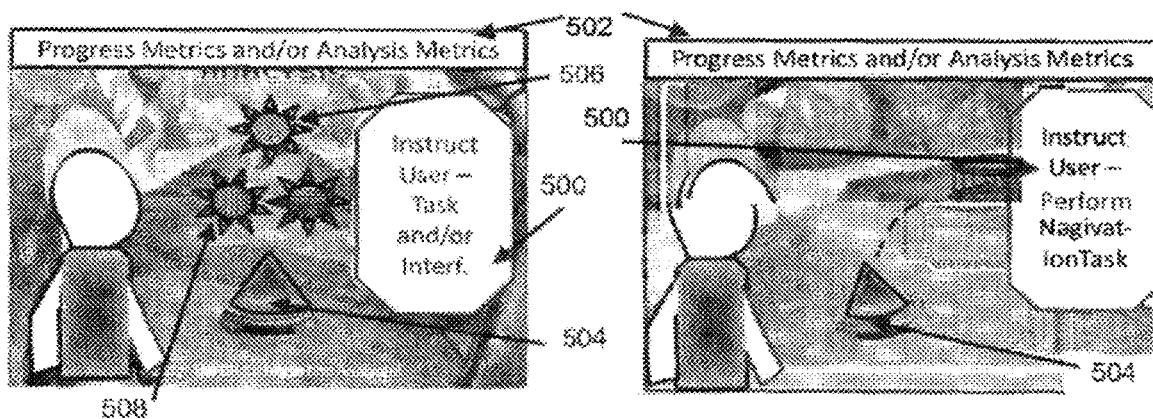 502
Progress Metrics and/or Analysis Metrics
506
Instruct
User –
Task
and/or
Interf.
500
504
508
Progress Metrics and/or Analysis Metrics
500
Instruct
User –
Perform
Nagivat-
ionTask
504